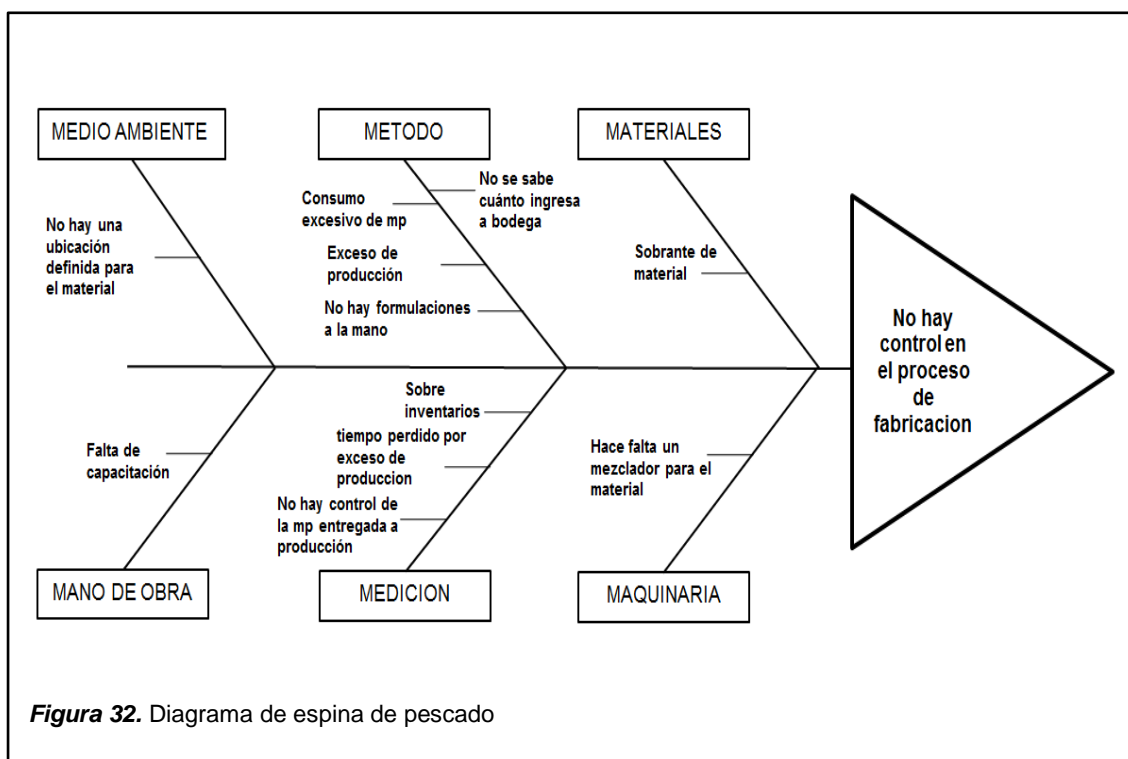 MEDIO AMBIENTE
METODO
MATERIALES
No hay una
ubicación
definida para
el material
Consumo
excesivo de mp
No se sabe
cuánto ingresa
a bodega
Exceso de
producción
No hay formulaciones
a la mano
Sobrante de
material
No hay
control en
el proceso
de
fabricacion
Falta de
capacitación
Sobre
inventarios
tiempo perdido por
exceso de
produccion
No hay control de
la mp entregada a
producción
Hace falta un
mezclador para el
material
MANO DE OBRA
MEDICION
MAQUINARIA
Figura 32. Diagrama de espina de pescado